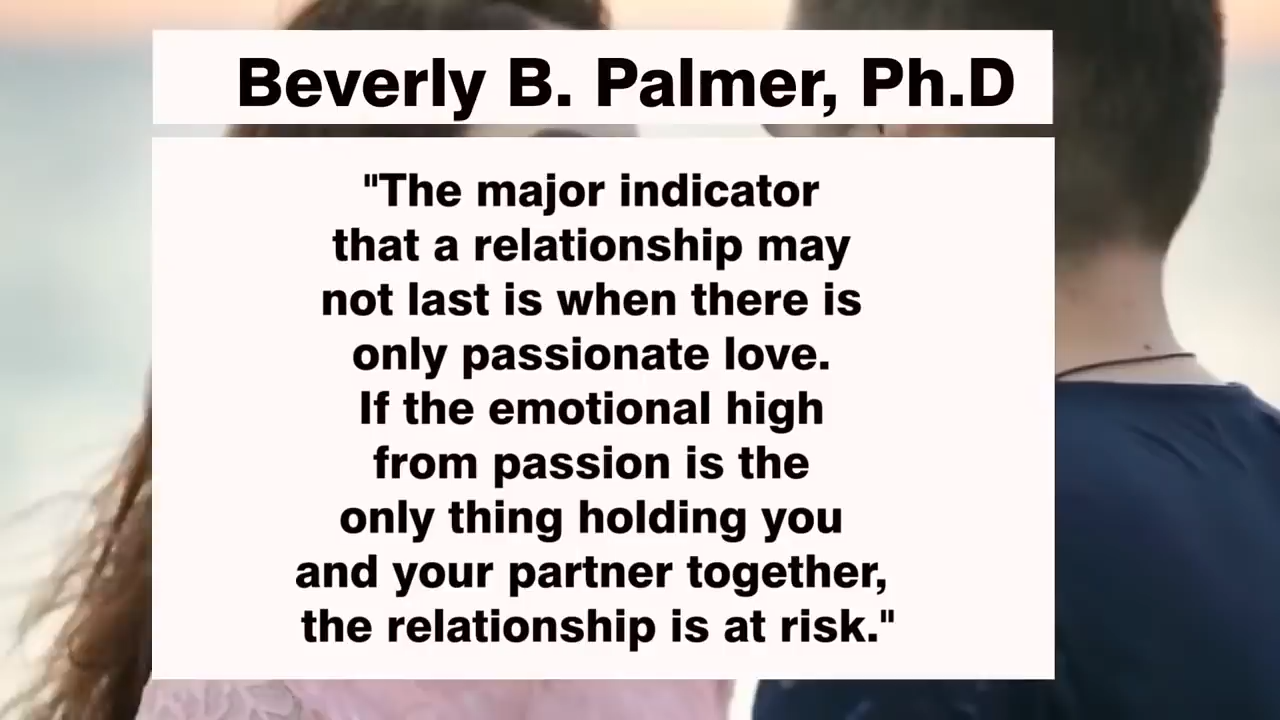 Beverly B. Palmer, Ph.D
"The major indicator
that a relationship may
not last is when there is
only passionate love.
If the emotional high
from passion is the
only thing holding you
and your partner together,
the relationship is at risk."